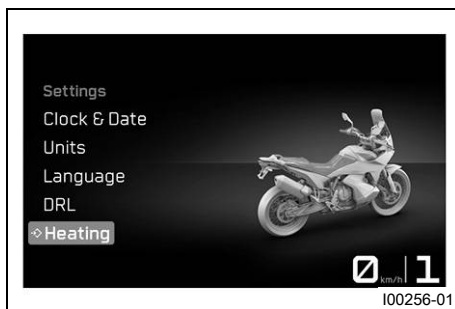 Settings
Clock & Date
Units
Language
DRL
Heating
0 km/h 1
I00256-01